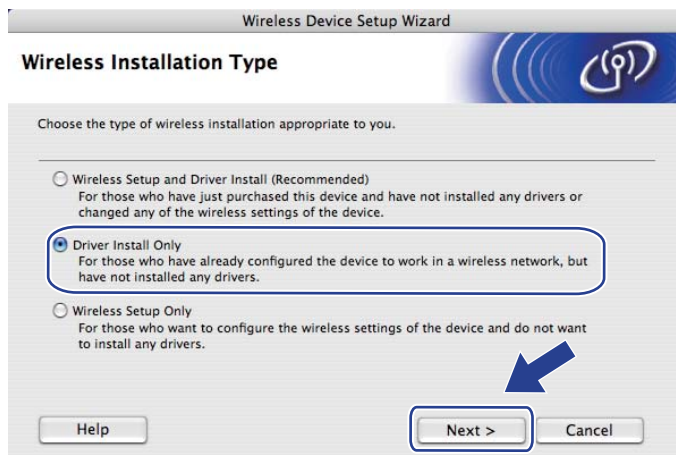 Wireless Device Setup Wizard
Wireless Installation Type
Choose the type of wireless installation appropriate to you.
Wireless Setup and Driver Install (Recommended)
For those who have just purchased this device and have not installed any drivers or
changed any of the wireless settings of the device.
Driver Install Only
For those who have already configured the device to work in a wireless network, but
have not installed any drivers.
Wireless Setup Only
For those who want to configure the wireless settings of the device and do not want
to install any drivers.
Help
Next >
Cancel